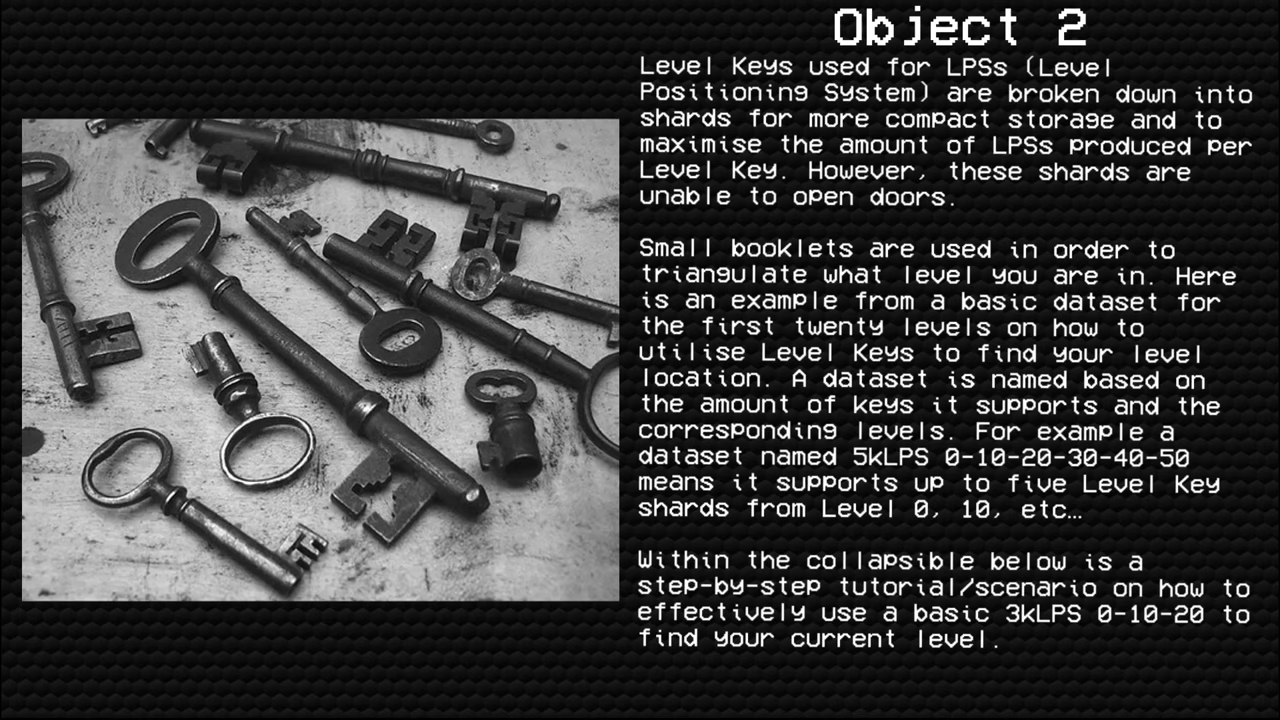 Object 2
Level Keys used for LPSs (Level
Positioning System) are broken down into
shards for more compact storage and to
maximise the amount of LPSs produced per
Level Key. However, these shards are
unable to open doors.
Small booklets are used in order to
triangulate what level you are in. Here
is an example from a basic dataset for
the first twenty levels on how to
utilise Level Keys to find your level
location. A dataset is named based on
the amount of keys it supports and the
corresponding levels. For example a
dataset named 5kLPS 0-10-20-30-40-50
means it supports up to five Level Key
shards from Level 0, 10, etc…
Within the collapsible below is a
step-by-step tutorial/scenario on how to
effectively use a basic 3kLPS 0-10-20 to
find your current level.